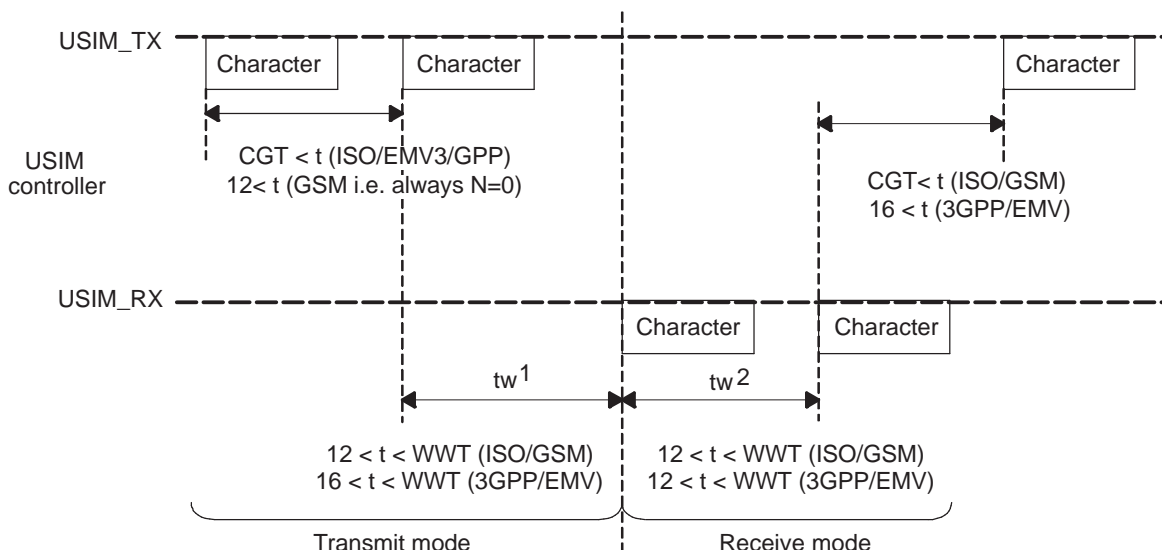 USIM_TX
Character
Character
Character
CGT < t (ISO/EMV3/GPP)
12< t (GSM i.e. always N=0)
USIM
controller
CGT< t (ISO/GSM)
16 < t (3GPP/EMV)
USIM_RX
Character
Character
tw1
tw2
12 < t < WWT (ISO/GSM)
16 < t < WWT (3GPP/EMV)
12 < t < WWT (ISO/GSM)
12 < t < WWT (3GPP/EMV)
Transmit mode
Receive mode